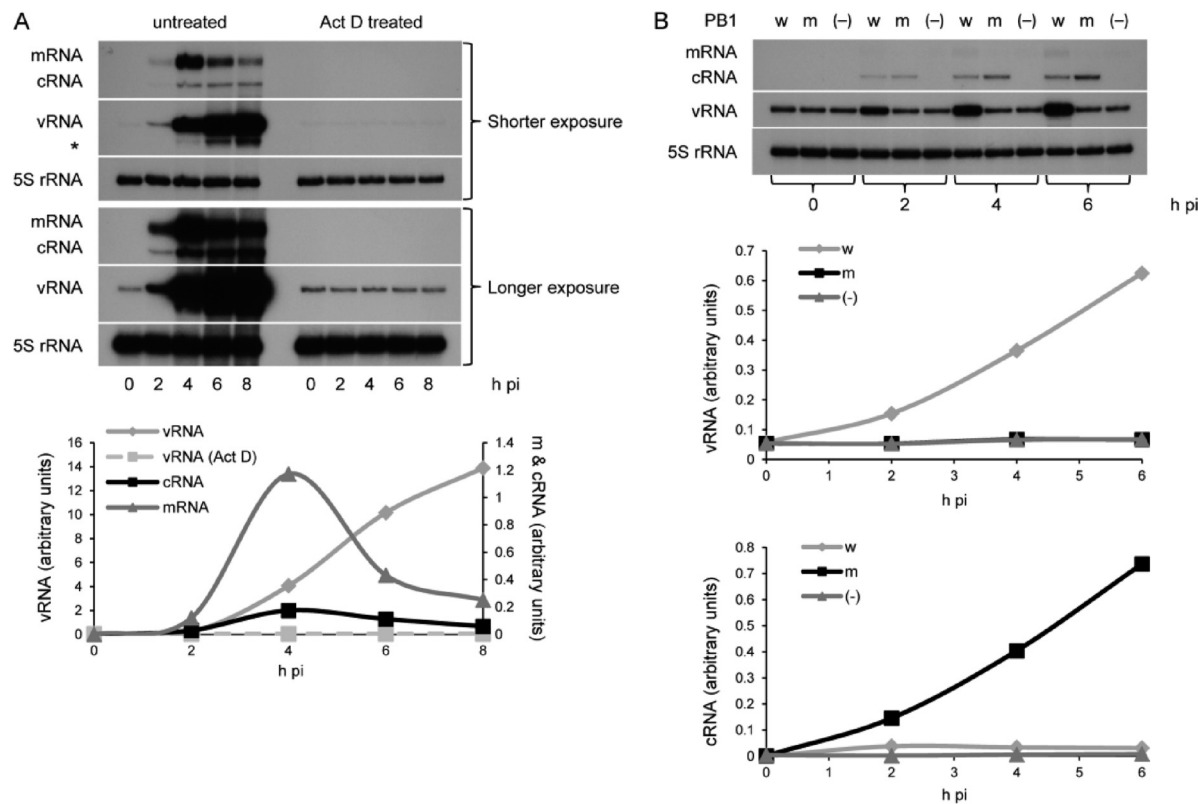 A
untreated
Act D treated
mRNA
cRNA
vRNA
*
5S rRNA
Shorter exposure
mRNA
cRNA
vRNA
5S rRNA
Longer exposure
0 2 4 6 8 0 2 4 6 8 h pi
vRNA
vRNA (Act D)
cRNA
mRNA
vRNA (arbitrary units)
16
14
12
10
8
6
4
2
0
1.4
1.2
1
0.8
0.6
0.4
0.2
0
m & cRNA (arbitrary
units)
0 2 4 6 8
h pi
B
PB1 w m (–) w m (–) w m (–) w m (–)
mRNA
cRNA
vRNA
5S rRNA
0 2 4 6 h pi
w
m
(-)
vRNA (arbitrary units)
0.7
0.6
0.5
0.4
0.3
0.2
0.1
0
0 1 2 3 4 5 6
h pi
w
m
(-)
cRNA (arbitrary units)
0.8
0.7
0.6
0.5
0.4
0.3
0.2
0.1
0
0 1 2 3 4 5 6
h pi